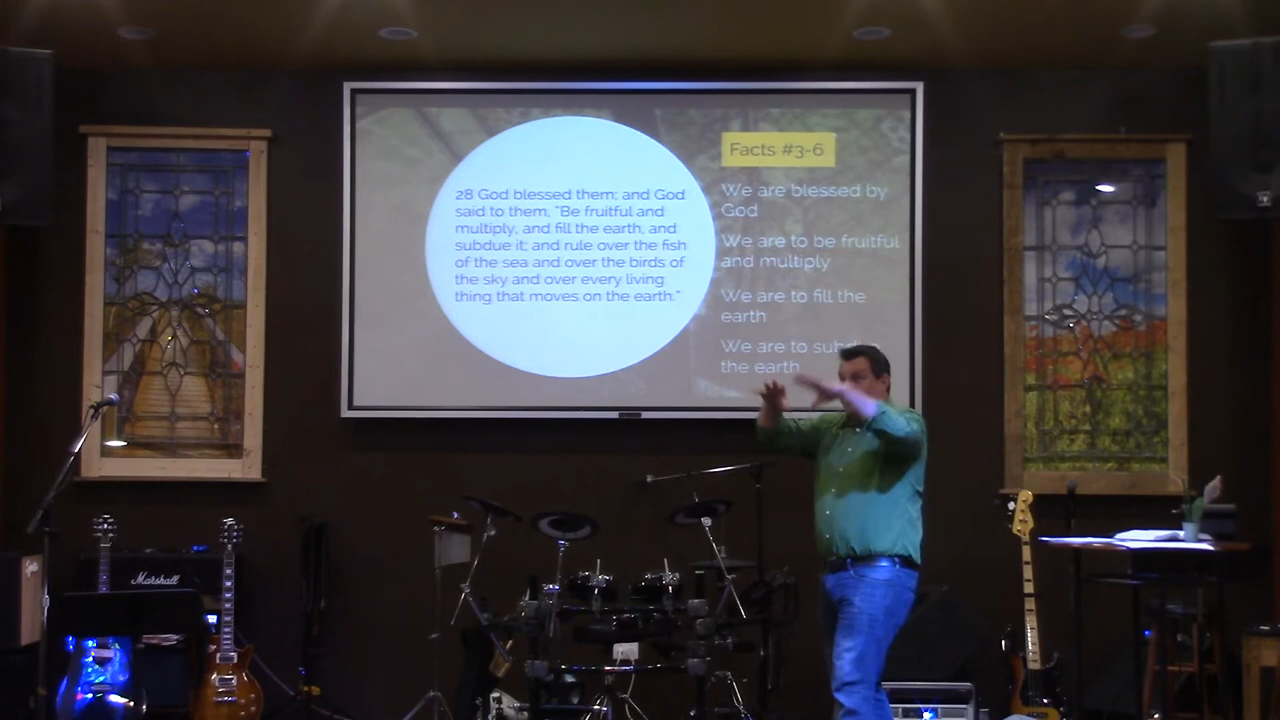 28 God blessed them; and God
said to them, "Be fruitful and
multiply, and fill the earth, and
subdue it; and rule over the fish
of the sea and over the birds of
the sky and over every living
thing that moves on the earth."
Facts #3-6
We are blessed by
God
We are to be fruitful
and multiply
We are to fill the
earth
We are to subdue
the earth
Marshall